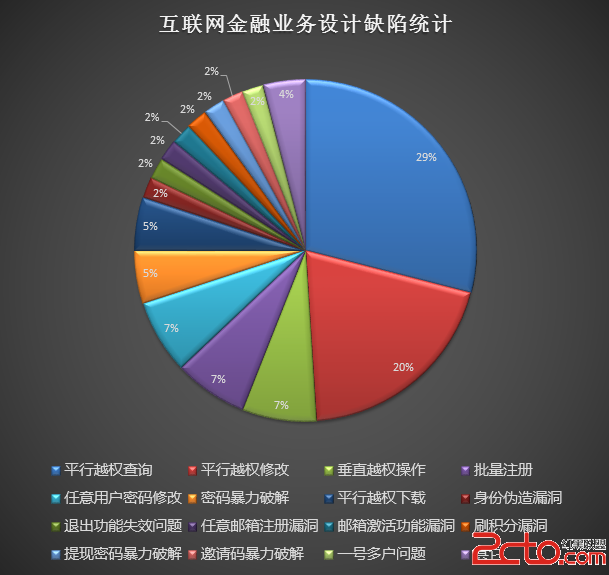 互联网金融业务设计缺陷统计
2%
2%
4%
2%
2%
2%
29%
2%
2%
2%
5%
5%
7%
7%
7%
20%
平行越权查询 平行越权修改 垂直越权操作 批量注册
任意用户密码修改 密码暴力破解 平行越权下载 身份伪造漏洞
退出功能失效问题 任意邮箱注册漏洞 邮箱激活功能漏洞 刷积分漏洞
提现密码暴力破解 邀请码暴力破解 一号多户问题
2cto.com
红黑联盟